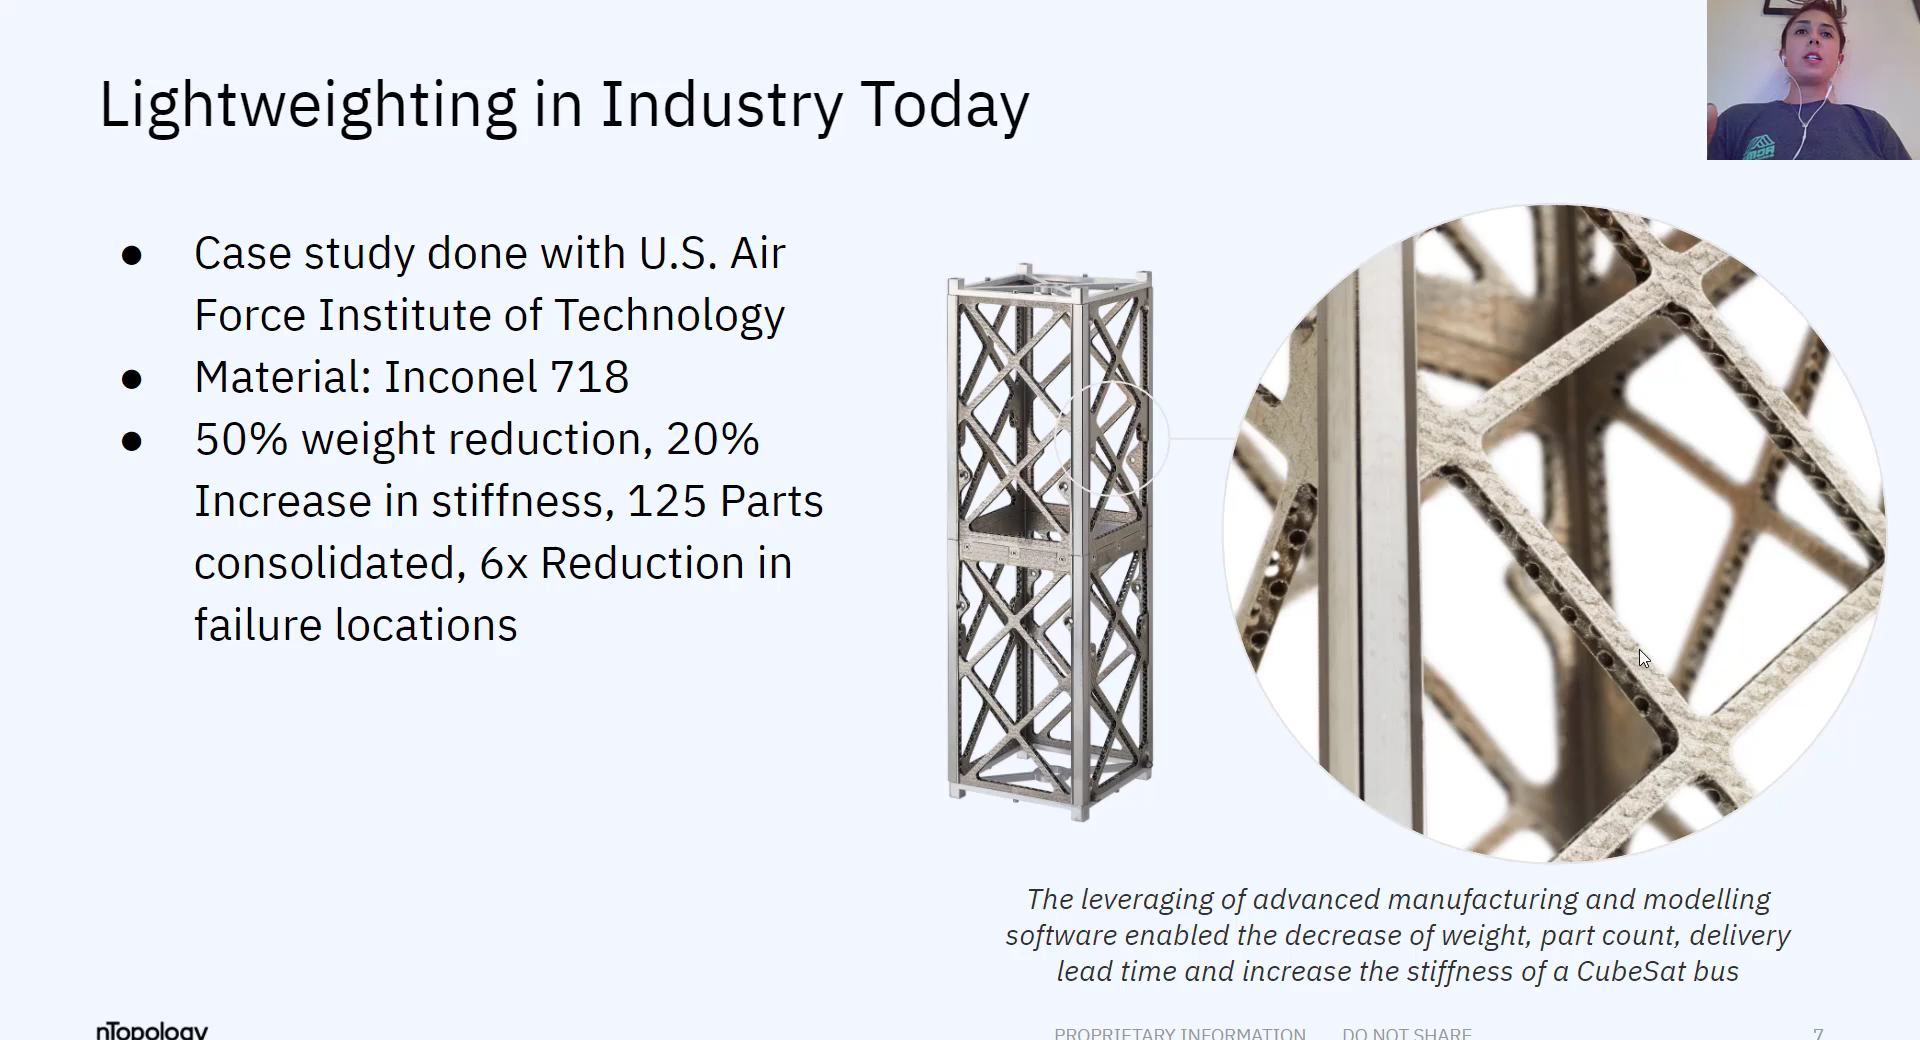 Lightweighting in Industry Today
● Case study done with U.S. Air
Force Institute of Technology
● Material: Inconel 718
● 50% weight reduction, 20%
Increase in stiffness, 125 Parts
consolidated, 6x Reduction in
failure locations
The leveraging of advanced manufacturing and modelling
software enabled the decrease of weight, part count, delivery
lead time and increase the stiffness of a CubeSat bus
nTopology
PROPRIETARY INFORMATION DO NOT SHARE
7